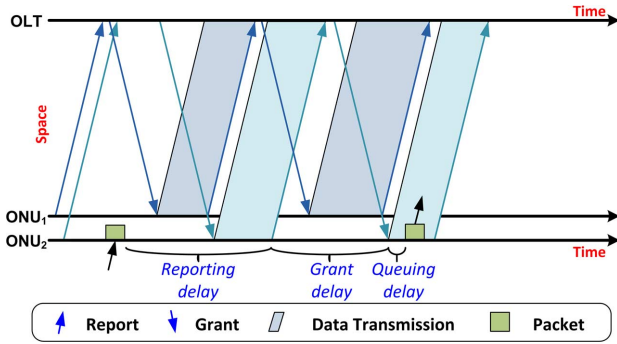 OLT
Time
Space
ONU1
ONU2
Time
Reporting delay
Grant delay
Queuing delay
Report
Grant
Data Transmission
Packet